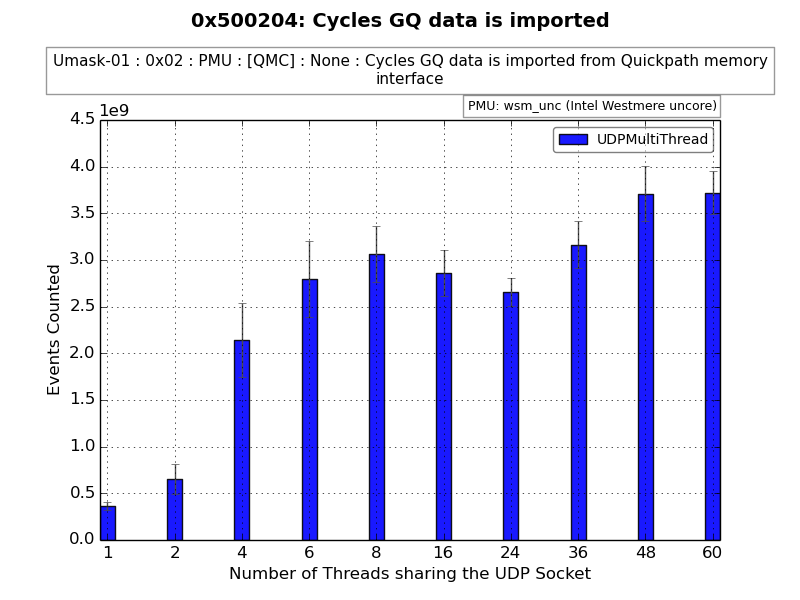 0x500204: Cycles GQ data is imported
Umask-01 : 0x02 : PMU : [QMC] : None : Cycles GQ data is imported from Quickpath memory
interface
PMU: wsm_unc (Intel Westmere uncore)
1e9
UDPMultiThread
4.5
4.0
3.5
3.0
2.5
2.0
1.5
1.0
0.5
0.0
Events Counted
1 2 4 6 8 16 24 36 48 60
Number of Threads sharing the UDP Socket